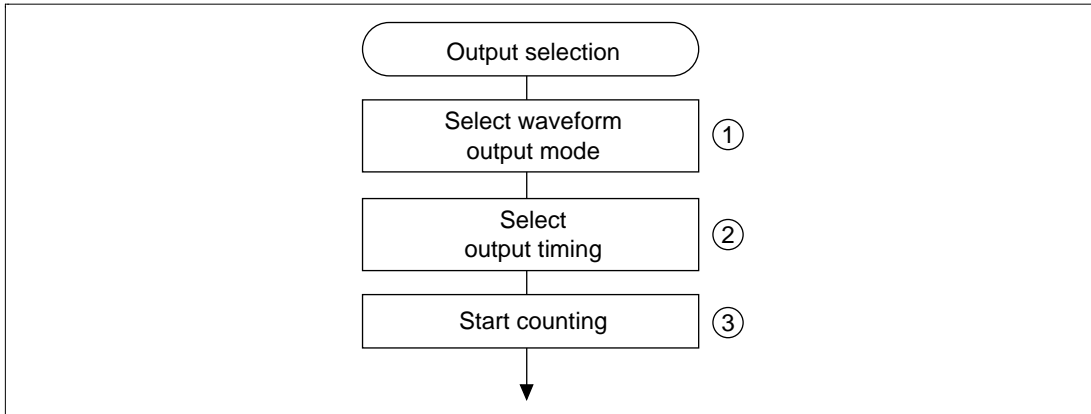 Output selection
Select waveform
output mode
①
Select
output timing
②
Start counting
③